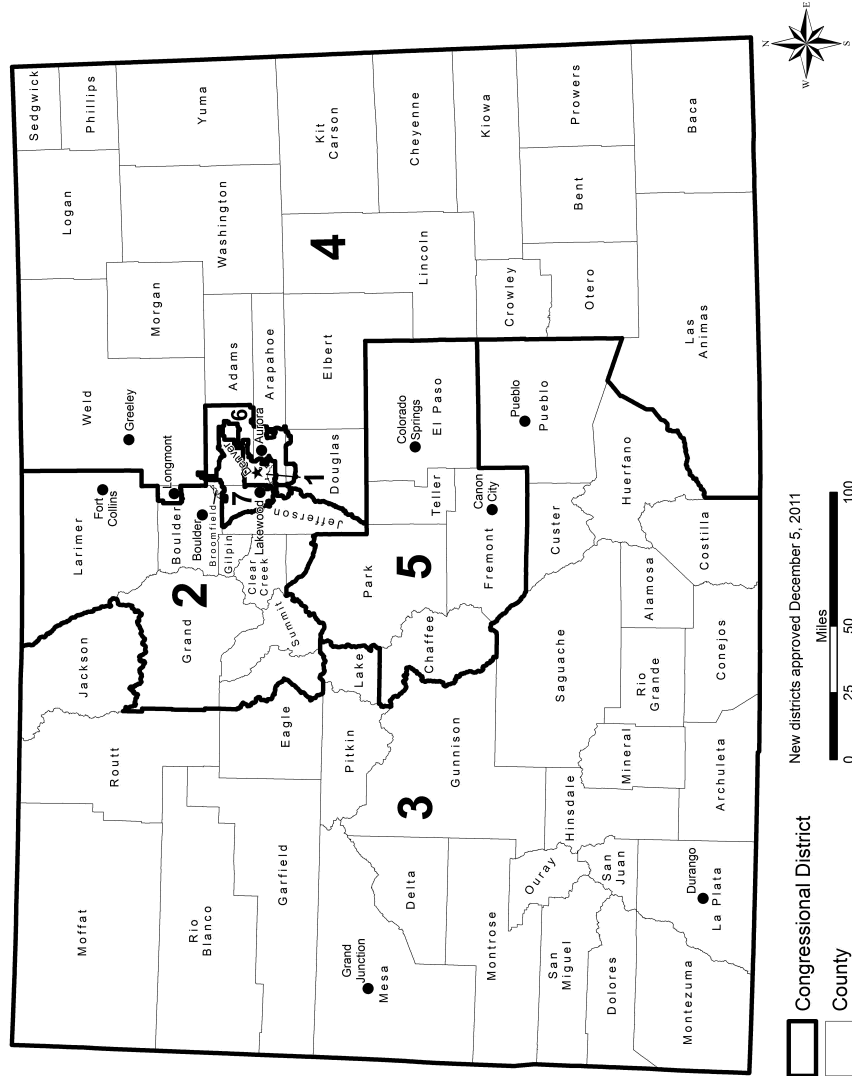 Moffat
Routt
Jackson
Larimer
Fort
Collins
Weld
Greeley
Logan
Sedgwick
Phillips
Morgan
Washington
Yuma
Rio
Blanco
Garfield
Eagle
Grand
2
Summit
Boulder
Boulder
Longmont
Broomfield
Gilpin
Clear
Creek
Lakewood
Jefferson
7
Denver
1
6
Aurora
Adams
Arapahoe
Douglas
Elbert
4
Lincoln
Kit
Carson
Cheyenne
Kiowa
Grand
Junction
Mesa
Delta
Pitkin
Lake
Gunnison
3
Chaffee
Park
5
Fremont
Canon
City
Teller
Colorado
Springs
El Paso
Pueblo
Pueblo
Crowley
Otero
Bent
Prowers
Baca
Montrose
Ouray
San
Miguel
Dolores
San
Juan
Hinsdale
Mineral
Saguache
Rio
Grande
Alamosa
Custer
Huerfano
Costilla
Conejos
Archuleta
Durango
La Plata
Montezuma
Las
Animas
Congressional District
County
New districts approved December 5, 2011
Miles
0
25
50
100
N
E
S
W